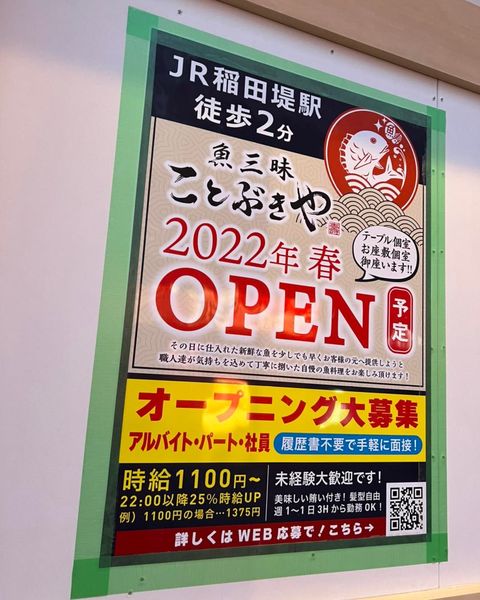 JR稲田堤駅
徒歩2分
魚三昧
ことぶきや
テーブル個室
お座敷個室
御座います!!
2022年 春
OPEN
予定
その日に仕入れた新鮮な魚を少しでも早くお客様の元へ提供しようと
職人達が気持ちを込めて丁寧に捌いた自慢の魚料理をお楽しみ頂けます！
オープニング大募集
アルバイト・パート・社員
履歴書不要で手軽に面接！
時給1100円～
22:00以降25%時給UP
例）1100円の場合…1375円
未経験大歓迎です！
美味しい賄い付き！髪型自由
週1～1日3Hから勤務OK！
詳しくはWEB応募で！こちら→